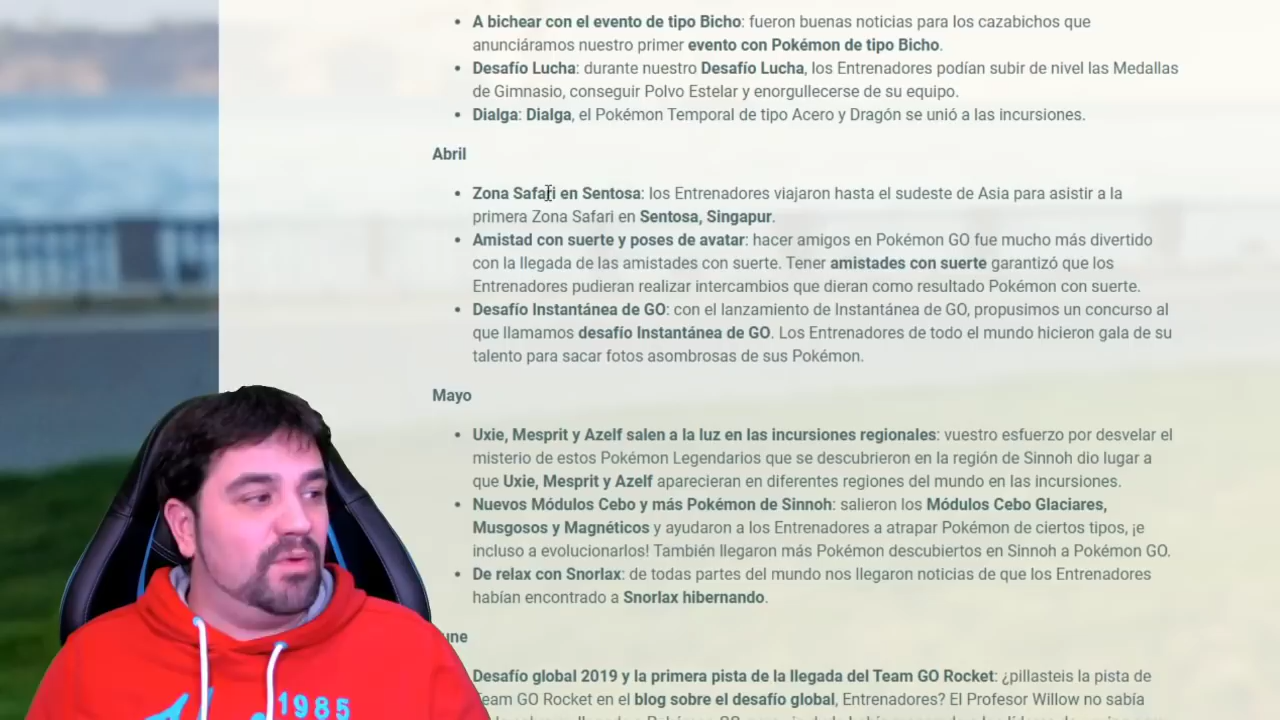 A bichear con el evento de tipo Bicho: fueron buenas noticias para los cazabichos que
anunciáramos nuestro primer evento con Pokémon de tipo Bicho.
Desafío Lucha: durante nuestro Desafío Lucha, los Entrenadores podían subir de nivel las Medallas
de Gimnasio, conseguir Polvo Estelar y enorgullecerse de su equipo.
Dialga: Dialga, el Pokémon Temporal de tipo Acero y Dragón se unió a las incursiones.
Abril
Zona Safari en Sentosa: los Entrenadores viajaron hasta el sudeste de Asia para asistir a la
primera Zona Safari en Sentosa, Singapur.
Amistad con suerte y poses de avatar: hacer amigos en Pokémon GO fue mucho más divertido
con la llegada de las amistades con suerte. Tener amistades con suerte garantizó que los
Entrenadores pudieran realizar intercambios que dieran como resultado Pokémon con suerte.
Desafío Instantánea de GO: con el lanzamiento de Instantánea de GO, propusimos un concurso al
que llamamos desafío Instantánea de GO. Los Entrenadores de todo el mundo hicieron gala de su
talento para sacar fotos asombrosas de sus Pokémon.
Mayo
Uxie, Mesprit y Azelf salen a la luz en las incursiones regionales: vuestro esfuerzo por desvelar el
misterio de estos Pokémon Legendarios que se descubrieron en la región de Sinnoh dio lugar a
que Uxie, Mesprit y Azelf aparecieran en diferentes regiones del mundo en las incursiones.
Nuevos Módulos Cebo y más Pokémon de Sinnoh: salieron los Módulos Cebo Glaciares,
Musgosos y Magnéticos y ayudaron a los Entrenadores a atrapar Pokémon de ciertos tipos, ¡e
incluso a evolucionarlos! También llegaron más Pokémon descubiertos en Sinnoh a Pokémon GO.
De relax con Snorlax: de todas partes del mundo nos llegaron noticias de que los Entrenadores
habían encontrado a Snorlax hibernando.
une
Desafío global 2019 y la primera pista de la llegada del Team GO Rocket: ¿pillasteis la pista de
Team GO Rocket en el blog sobre el desafío global, Entrenadores? El Profesor Willow no sabía
1985